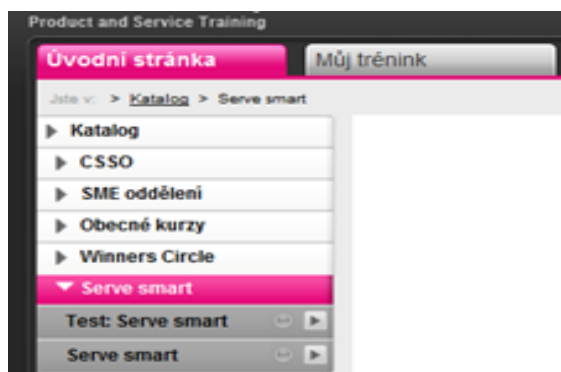 Product and Service Training
Úvodní stránka
Můj trénink
Jste v: > Katalog > Serve smart
Katalog
CSSO
SME oddělení
Obecné kurzy
Winners Circle
Serve smart
Test: Serve smart
Serve smart